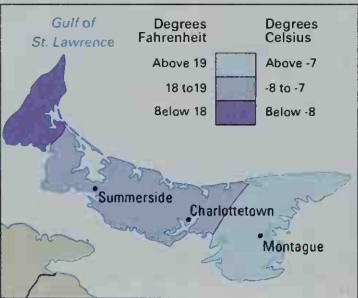 Gulf of
St. Lawrence
Degrees
Fahrenheit
Degrees
Celsius
Above 19
Above -7
18 to19
-8 to -7
Below 18
Below -8
Summerside
Charlottetown
Montague